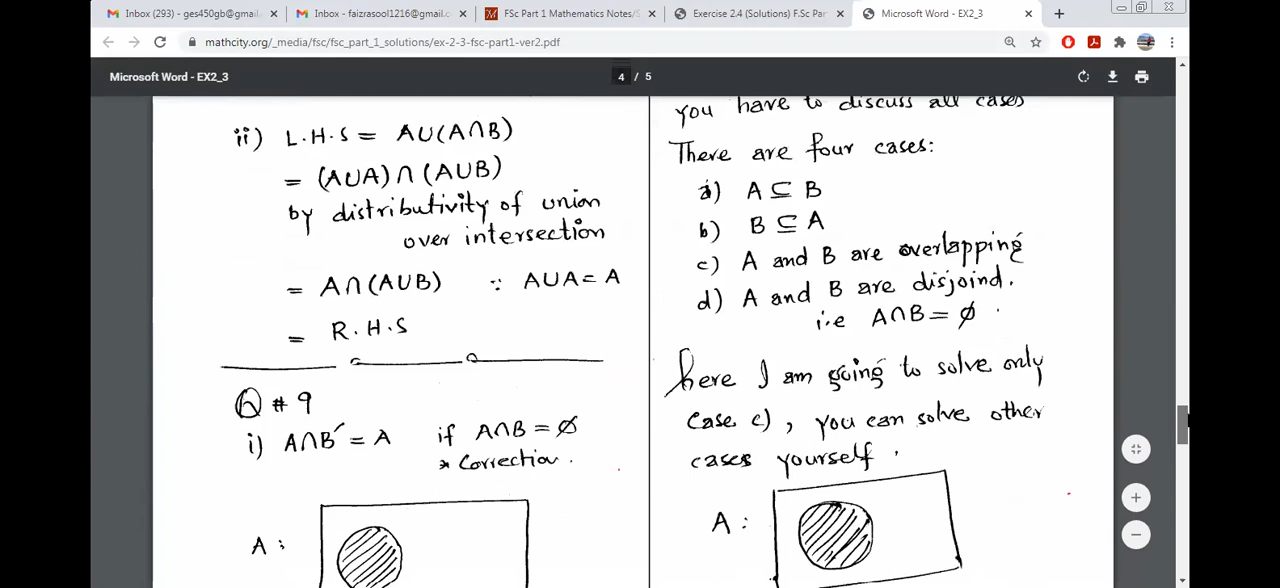 Inbox (293) - ges450gb@gmail.c
Inbox - faizrasool1216@gmail.c
FSc Part 1 Mathematics Notes/S
Exercise 2.4 (Solutions) F.Sc Par
Microsoft Word - EX2_3
mathcity.org/_media/fsc/fsc_part_1_solutions/ex-2-3-fsc-part1-ver2.pdf
Microsoft Word - EX2_3
4 / 5
ii) L.H.S = A∪(A∩B)
= (A∪A)∩(A∪B)
by distributivity of union
over intersection
= A∩(A∪B) ∵ A∪A = A
= R.H.S
Q # 9
i) A∩B′ = A if A∩B = ∅
* Correction.
A :
you have to discuss all cases
There are four cases:
a) A ⊆ B
b) B ⊆ A
c) A and B are overlapping
d) A and B are disjoind.
i.e A∩B = ∅ .
here I am going to solve only
case c) , you can solve other
cases yourself .
A :